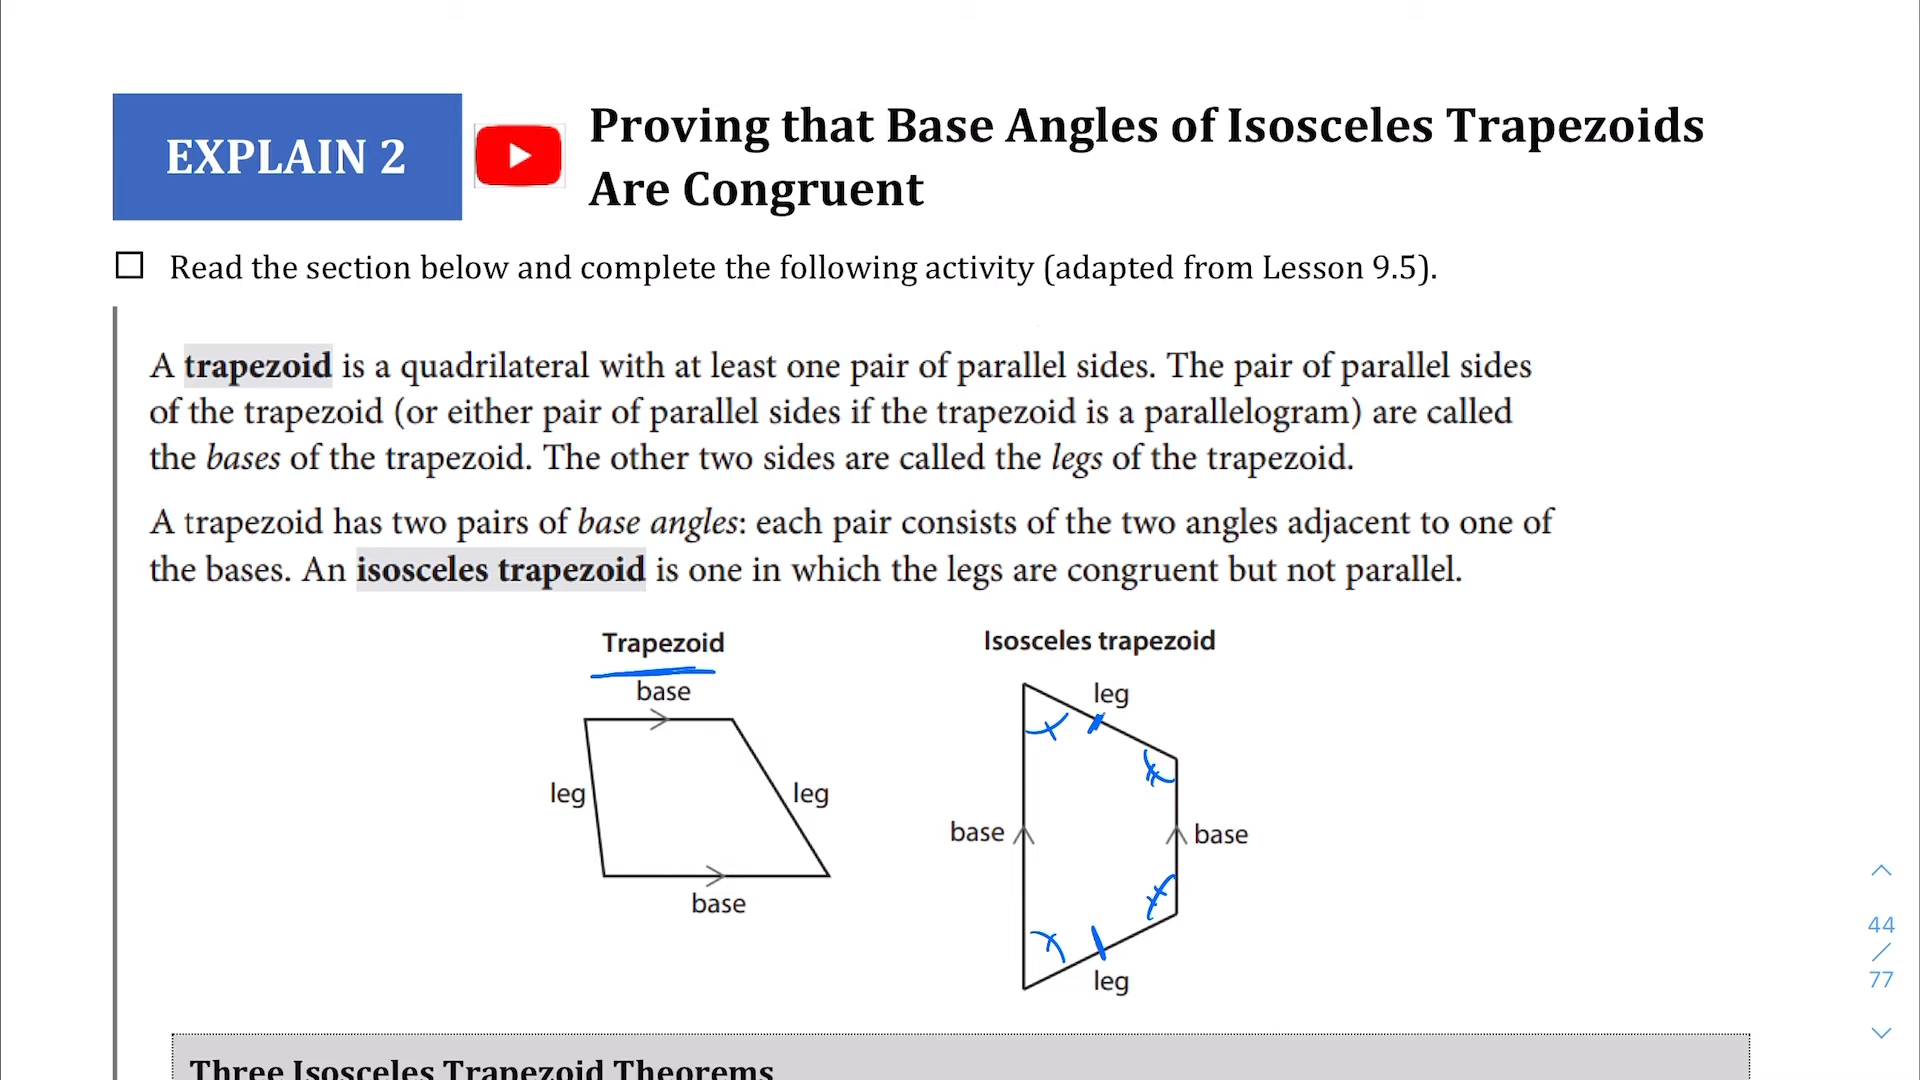 EXPLAIN 2
Proving that Base Angles of Isosceles Trapezoids
Are Congruent
Read the section below and complete the following activity (adapted from Lesson 9.5).
A trapezoid is a quadrilateral with at least one pair of parallel sides. The pair of parallel sides
of the trapezoid (or either pair of parallel sides if the trapezoid is a parallelogram) are called
the bases of the trapezoid. The other two sides are called the legs of the trapezoid.
A trapezoid has two pairs of base angles: each pair consists of the two angles adjacent to one of
the bases. An isosceles trapezoid is one in which the legs are congruent but not parallel.
Trapezoid
base
leg
leg
base
Isosceles trapezoid
leg
base
base
leg
44
/
77
Three Isosceles Trapezoid Theorems